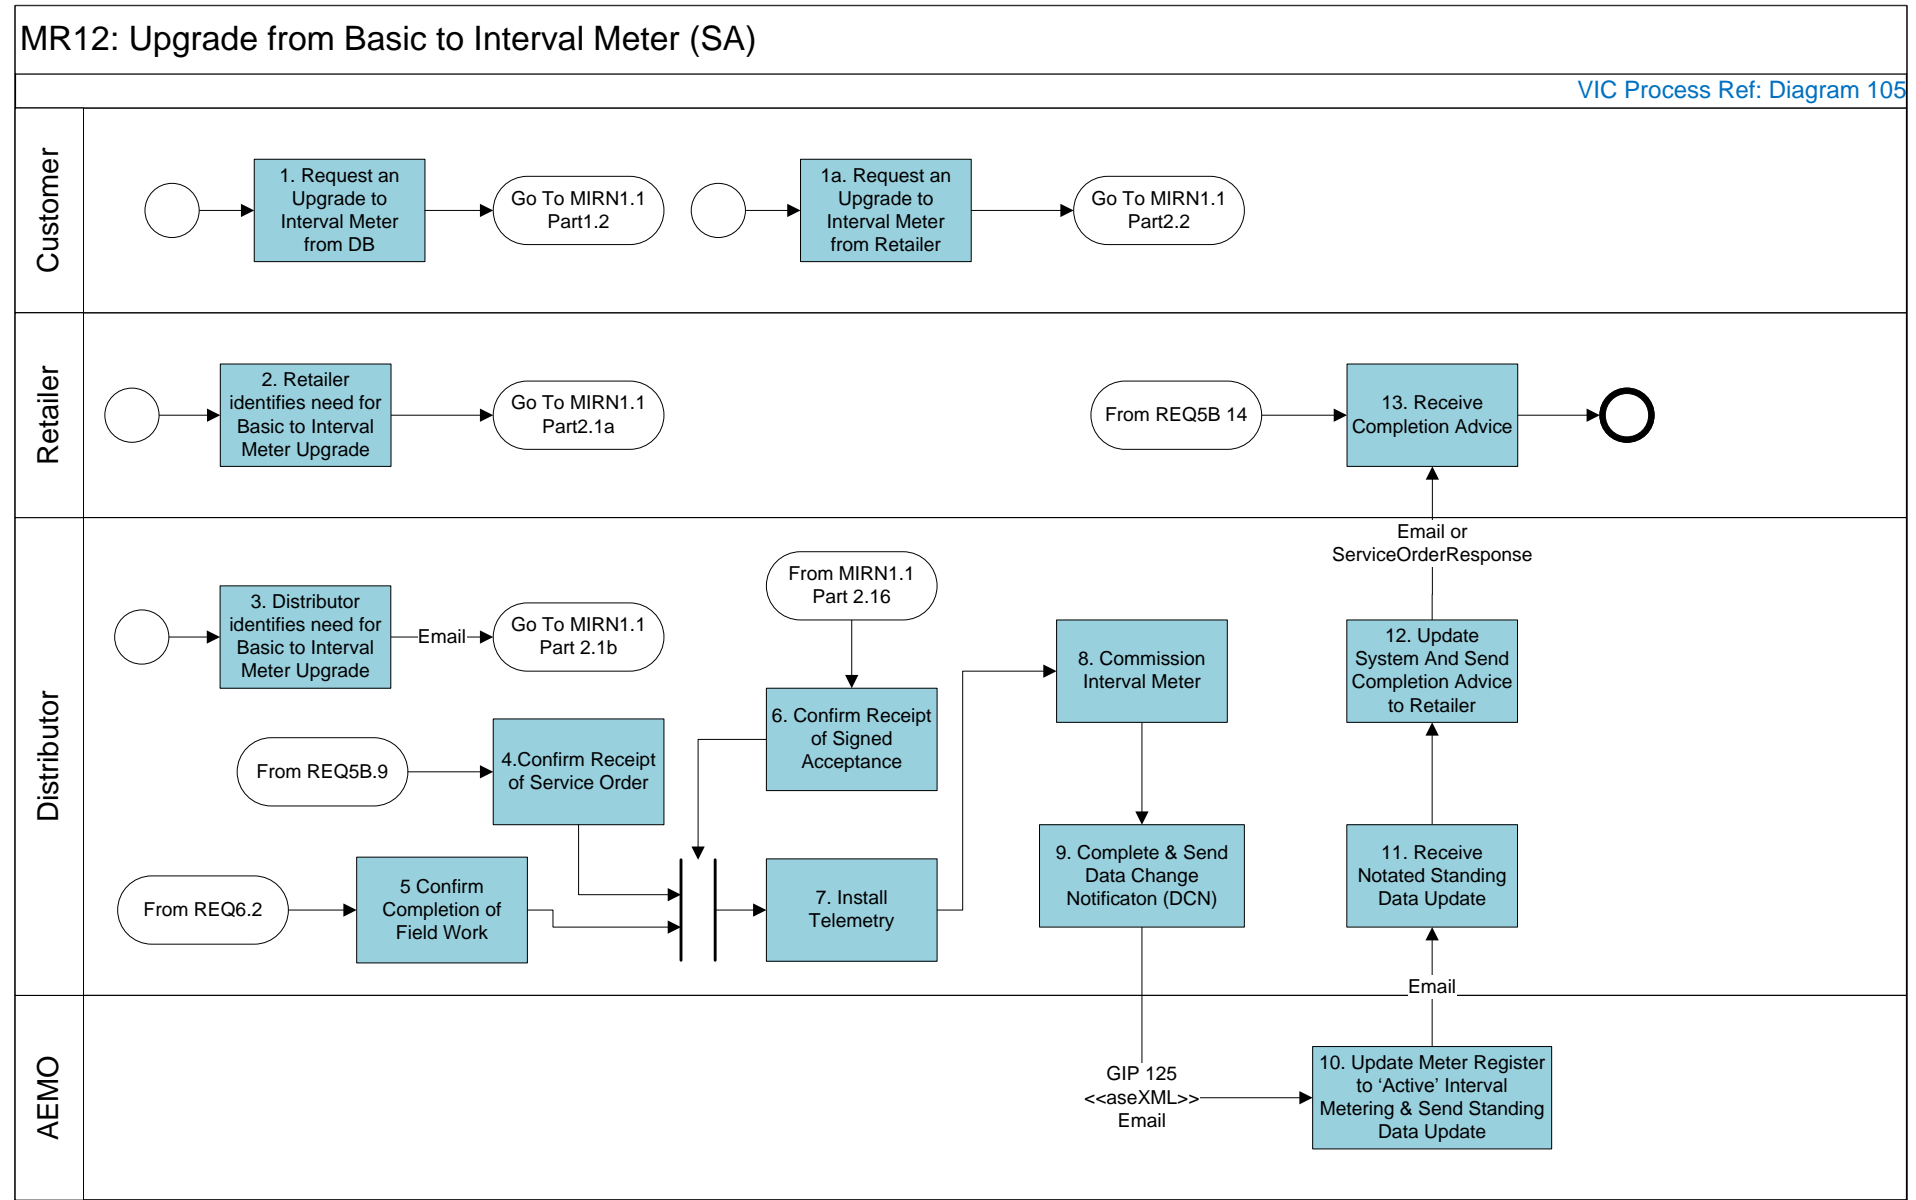 MR12: Upgrade from Basic to Interval Meter (SA)
VIC Process Ref: Diagram 105
Customer
1. Request an
Upgrade to
Interval Meter
from DB
Go To MIRN1.1
Part1.2
1a. Request an
Upgrade to
Interval Meter
from Retailer
Go To MIRN1.1
Part2.2
Retailer
2. Retailer
identifies need for
Basic to Interval
Meter Upgrade
Go To MIRN1.1
Part2.1a
From REQ5B 14
13. Receive
Completion Advice
Distributor
Email or
ServiceOrderResponse
3. Distributor
identifies need for
Basic to Interval
Meter Upgrade
Email
Go To MIRN1.1
Part 2.1b
From MIRN1.1
Part 2.16
8. Commission
Interval Meter
12. Update
System And Send
Completion Advice
to Retailer
From REQ5B.9
4.Confirm Receipt
of Service Order
6. Confirm Receipt
of Signed
Acceptance
From REQ6.2
5 Confirm
Completion of
Field Work
7. Install
Telemetry
9. Complete & Send
Data Change
Notificaton (DCN)
11. Receive
Notated Standing
Data Update
Email
AEMO
GIP 125
<<aseXML>>
Email
10. Update Meter Register
to ‘Active’ Interval
Metering & Send Standing
Data Update